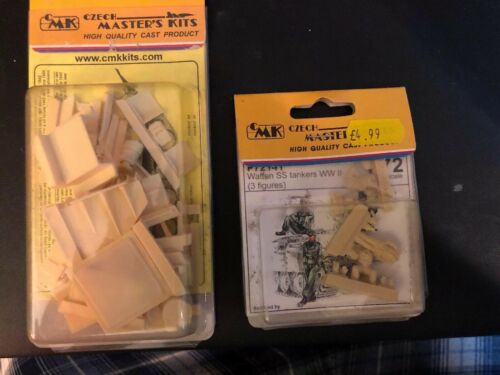 CMK
CZECH
MASTER'S KITS
HIGH QUALITY CAST PRODUCT
www.cmkkits.com
CMK
CZECH
MASTER
£4.99
HIGH QUALITY CAST PRODUCT
F72141
72
Waffen SS tankers WW II
(3 figures)